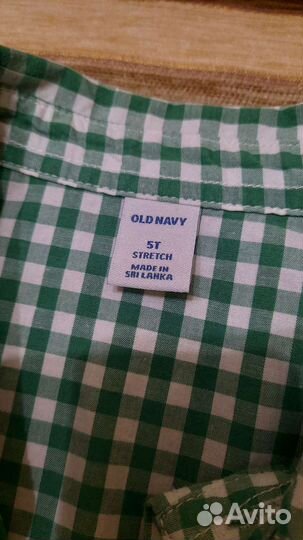 OLD NAVY
5T
STRETCH
MADE IN
SRI LANKA
Avito